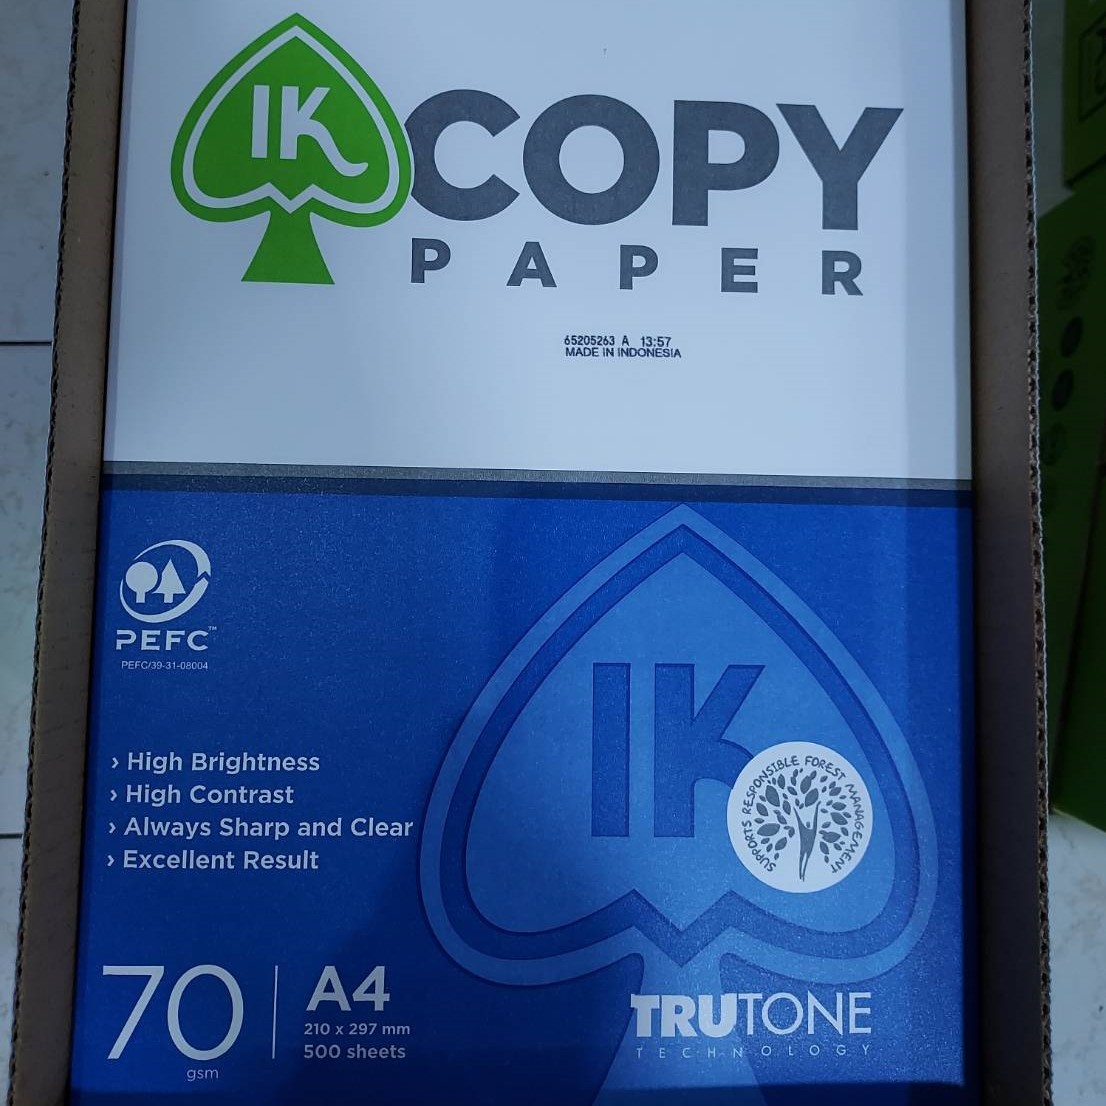 IK COPY
PAPER
65205263 A 13:57
MADE IN INDONESIA
PEFC™
PEFC/39-31-08004
› High Brightness
› High Contrast
› Always Sharp and Clear
› Excellent Result
IK
SUPPORTS RESPONSIBLE FOREST MANAGEMENT
70
gsm
A4
210 x 297 mm
500 sheets
TRUTONE
TECHNOLOGY